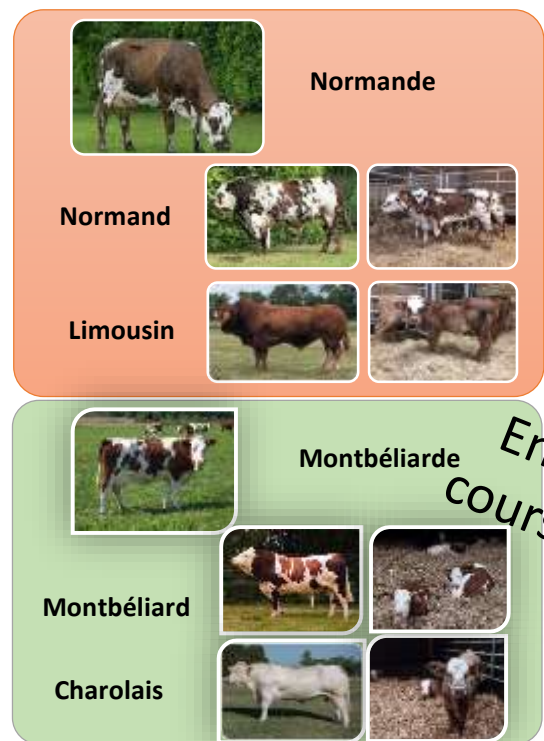 Normande
Normand
Limousin
Montbéliarde
En
cours
Montbéliard
Charolais